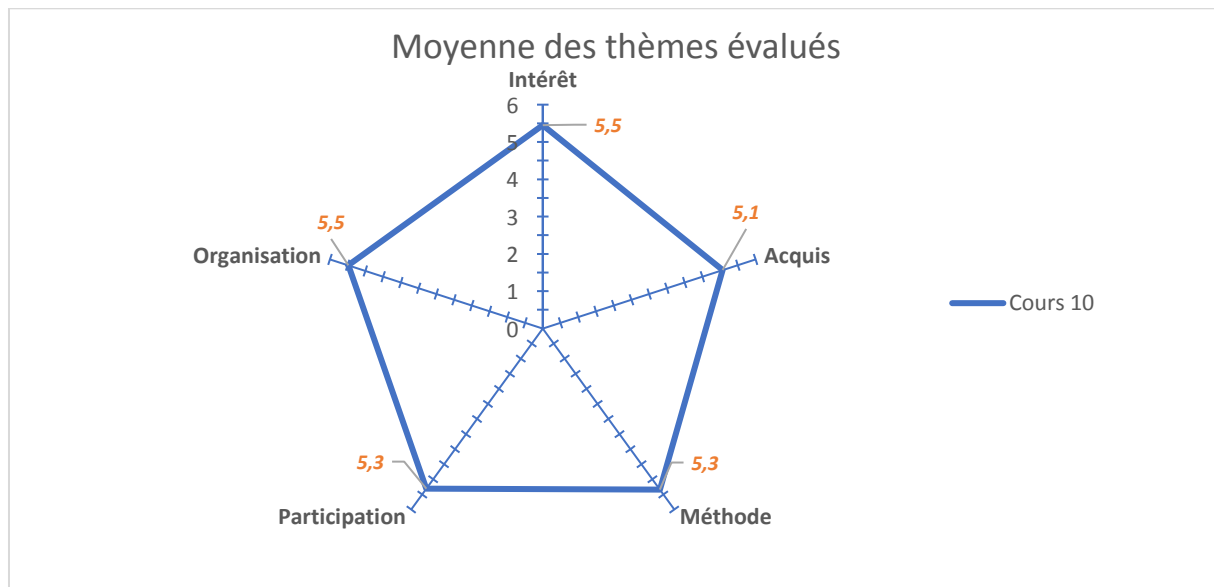 Moyenne des thèmes évalués
Intérêt
6
5,5
5
4
5,1
3
5,5
Organisation
Acquis
2
1
Cours 10
0
5,3
5,3
Participation
Méthode